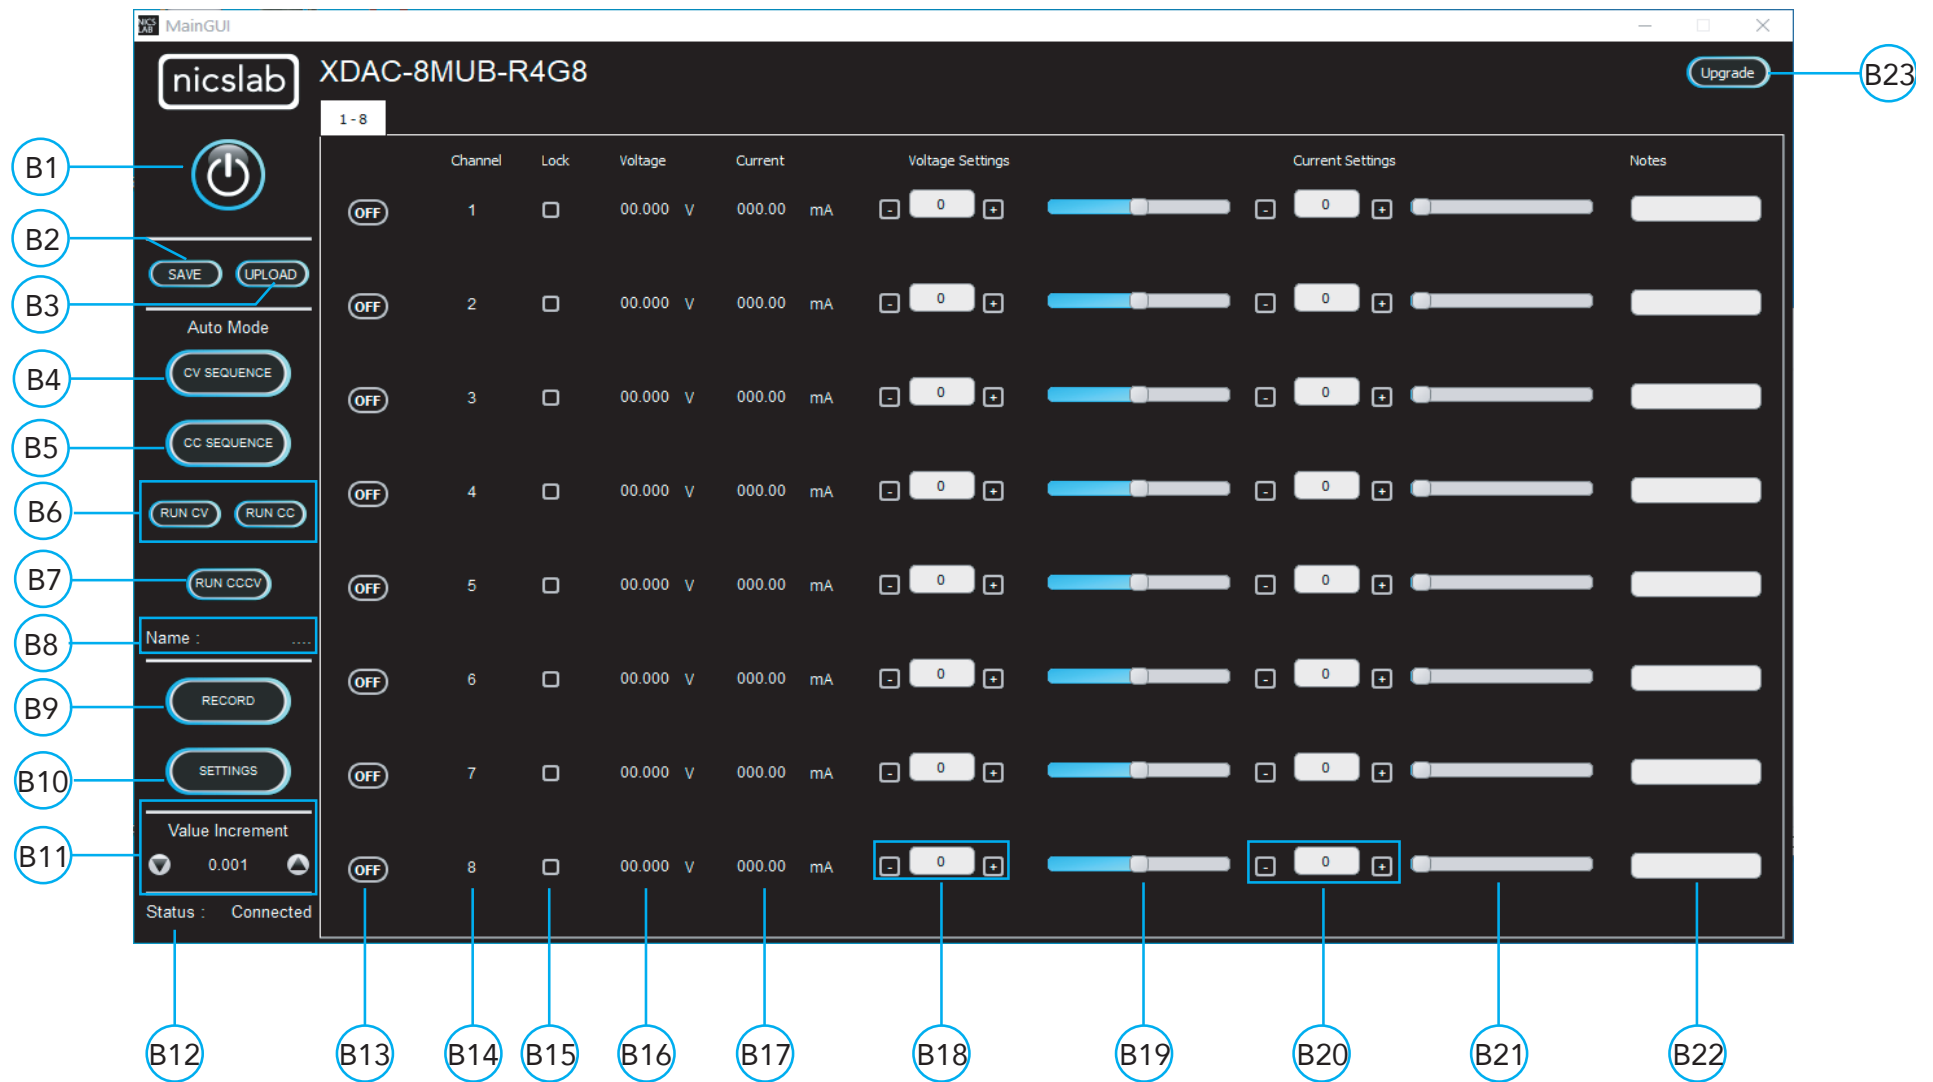 NICS LAB MainGUI
nicslab XDAC-8MUB-R4G8 Upgrade B23
1 - 8
Channel Lock Voltage Current Voltage Settings Current Settings Notes
B1
OFF 1 00.000 V 000.00 mA - 0 + - 0 +
B2
SAVE UPLOAD
B3
OFF 2 00.000 V 000.00 mA - 0 + - 0 +
Auto Mode
B4 CV SEQUENCE
OFF 3 00.000 V 000.00 mA - 0 + - 0 +
B5 CC SEQUENCE
OFF 4 00.000 V 000.00 mA - 0 + - 0 +
B6 RUN CV RUN CC
B7 RUN CCCV
OFF 5 00.000 V 000.00 mA - 0 + - 0 +
B8 Name : ....
OFF 6 00.000 V 000.00 mA - 0 + - 0 +
B9 RECORD
B10 SETTINGS
OFF 7 00.000 V 000.00 mA - 0 + - 0 +
Value Increment
B11 0.001
OFF 8 00.000 V 000.00 mA - 0 + - 0 +
Status : Connected
B12 B13 B14 B15 B16 B17 B18 B19 B20 B21 B22